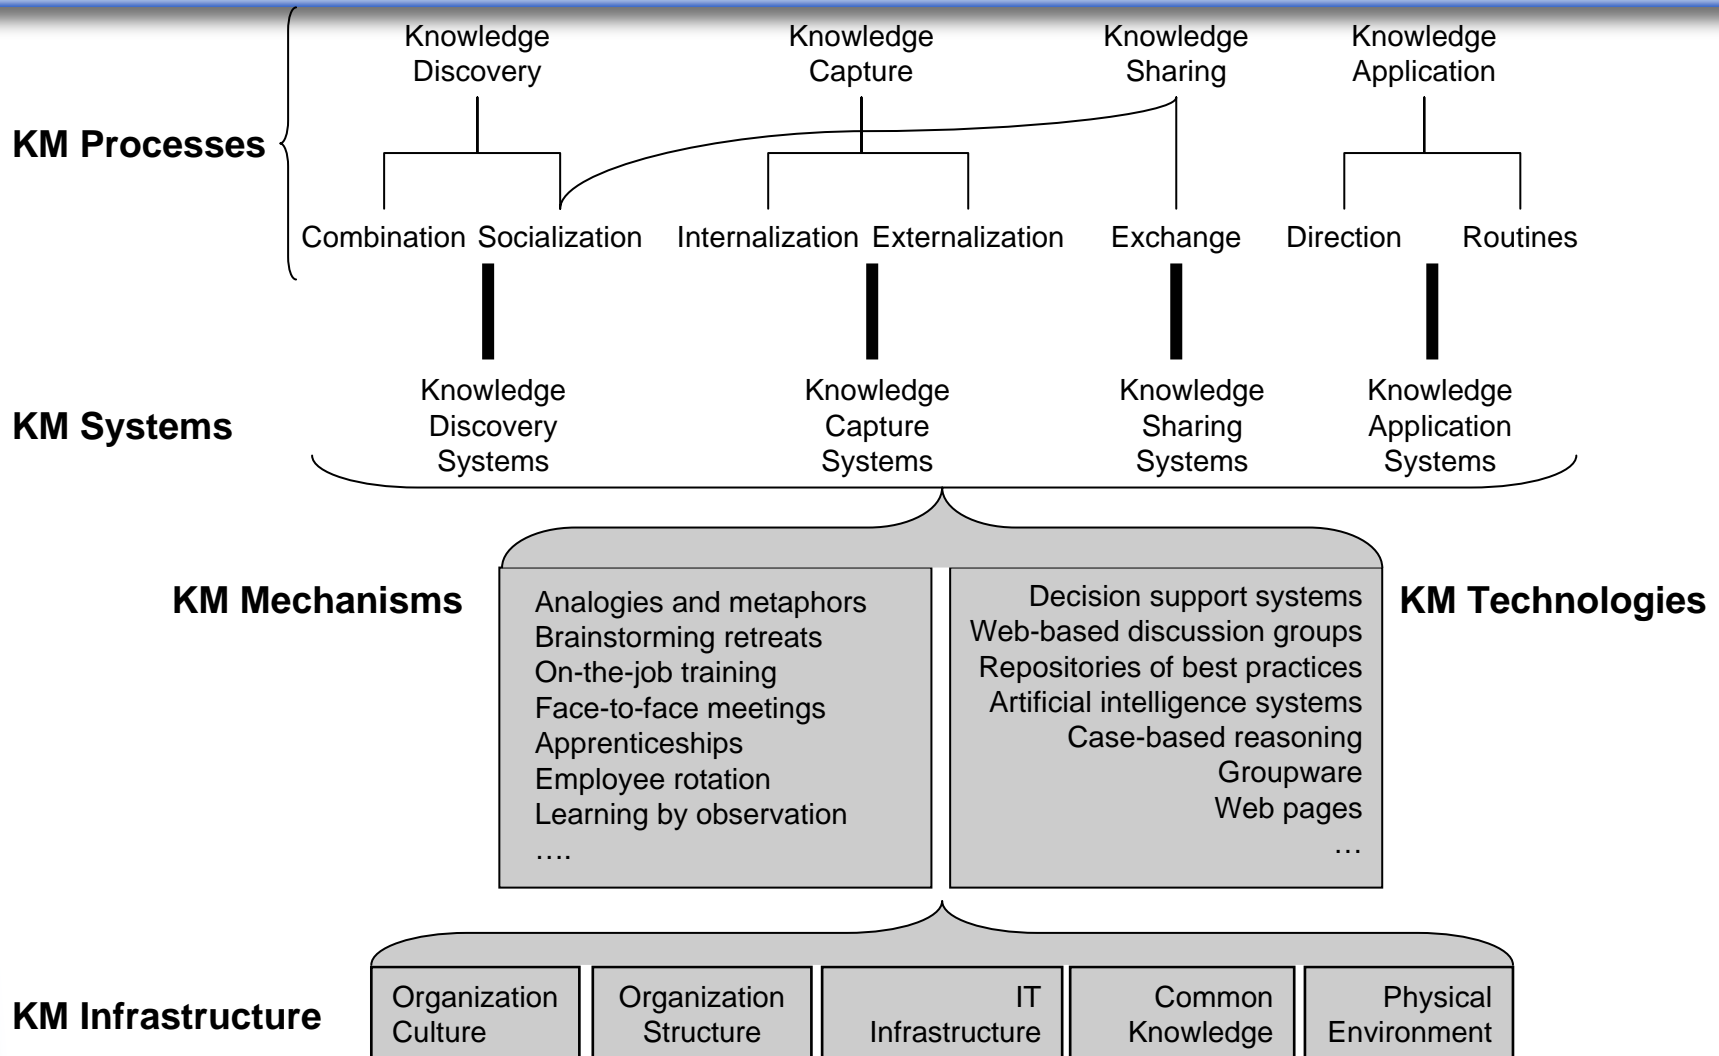 Knowledge
Discovery
Knowledge
Capture
Knowledge
Sharing
Knowledge
Application
KM Processes
Combination
Socialization
Internalization
Externalization
Exchange
Direction
Routines
KM Systems
Knowledge
Discovery
Systems
Knowledge
Capture
Systems
Knowledge
Sharing
Systems
Knowledge
Application
Systems
KM Mechanisms
Analogies and metaphors
Brainstorming retreats
On-the-job training
Face-to-face meetings
Apprenticeships
Employee rotation
Learning by observation
….
Decision support systems
Web-based discussion groups
Repositories of best practices
Artificial intelligence systems
Case-based reasoning
Groupware
Web pages
…
KM Technologies
KM Infrastructure
Organization
Culture
Organization
Structure
IT
Infrastructure
Common
Knowledge
Physical
Environment